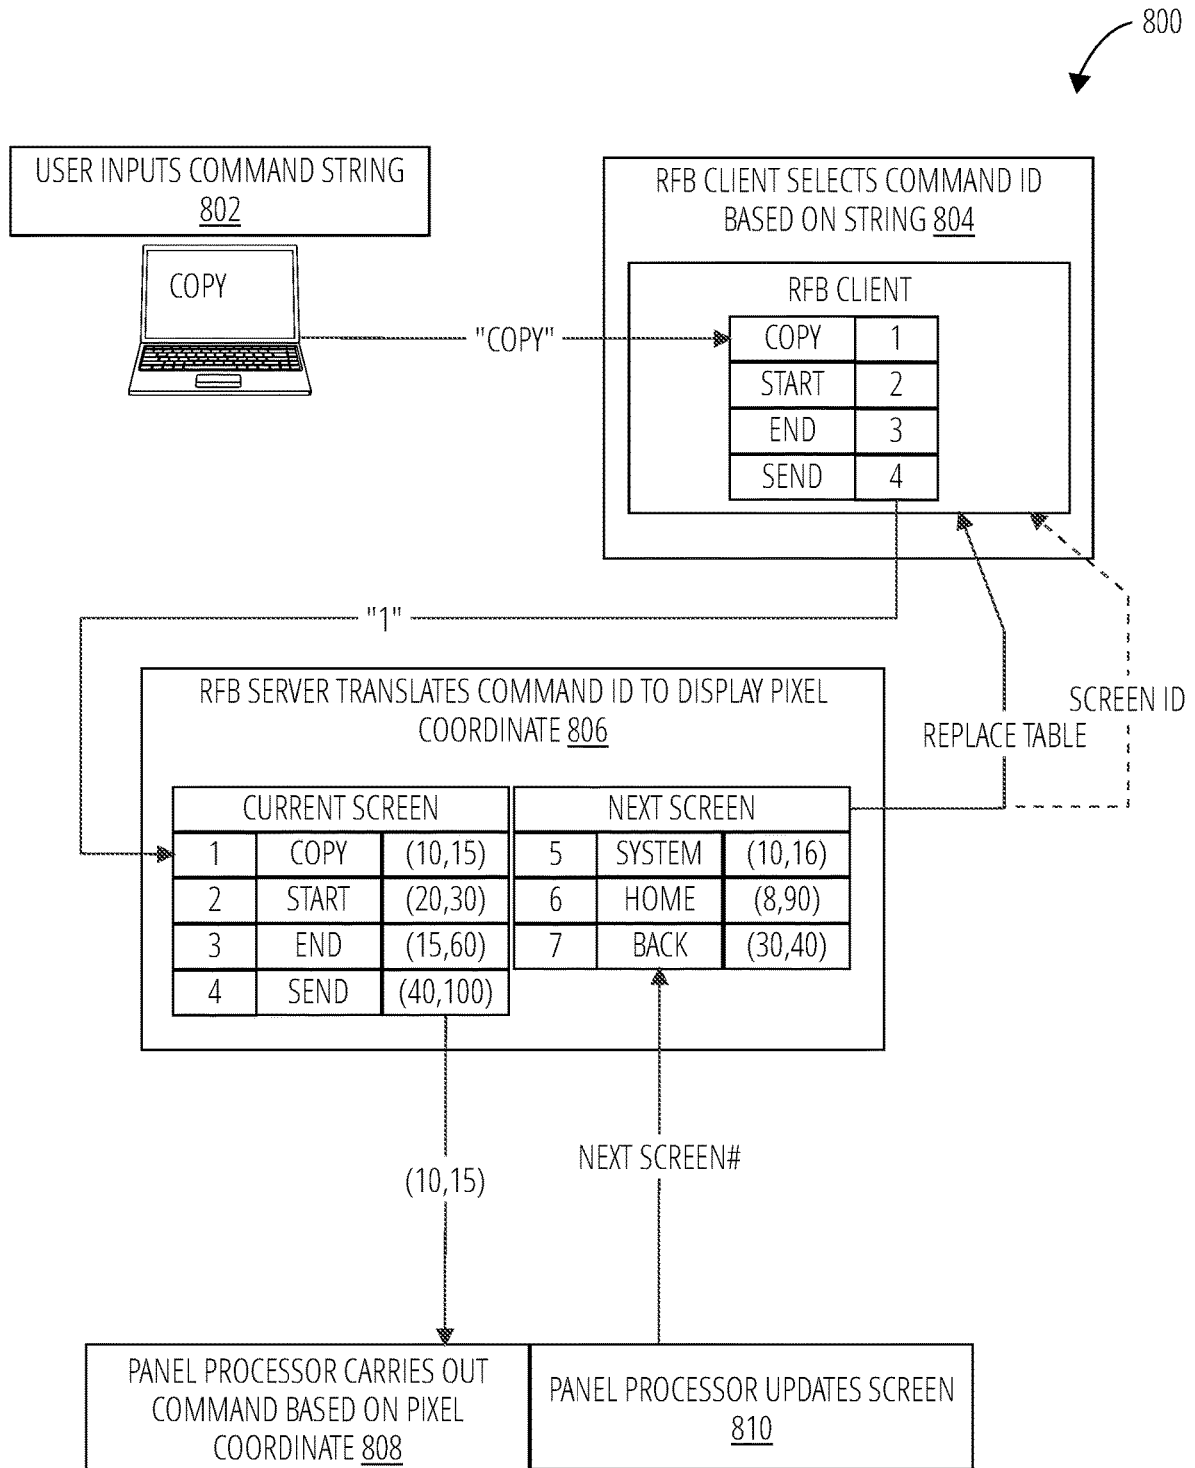 800
USER INPUTS COMMAND STRING
802
COPY
"COPY"
RFB CLIENT SELECTS COMMAND ID
BASED ON STRING 804
RFB CLIENT
COPY 1
START 2
END 3
SEND 4
"1"
RFB SERVER TRANSLATES COMMAND ID TO DISPLAY PIXEL
COORDINATE 806
SCREEN ID
REPLACE TABLE
CURRENT SCREEN
1 COPY (10,15)
2 START (20,30)
3 END (15,60)
4 SEND (40,100)
NEXT SCREEN
5 SYSTEM (10,16)
6 HOME (8,90)
7 BACK (30,40)
(10,15)
NEXT SCREEN#
PANEL PROCESSOR CARRIES OUT
COMMAND BASED ON PIXEL
COORDINATE 808
PANEL PROCESSOR UPDATES SCREEN
810